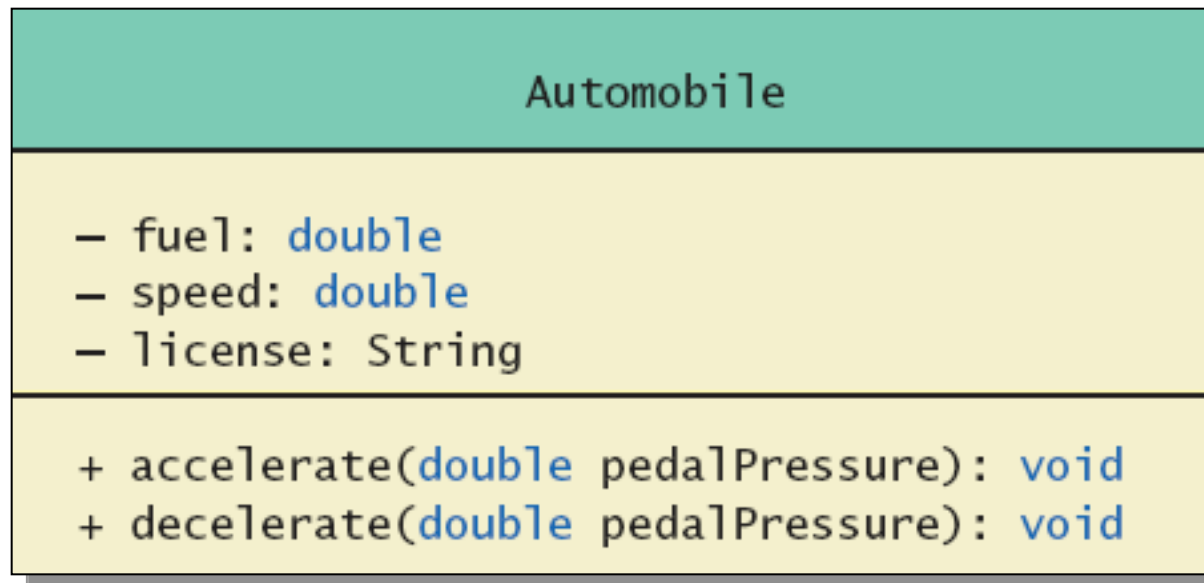 Automobile
– fuel: double
– speed: double
– license: String
+ accelerate(double pedalPressure): void
+ decelerate(double pedalPressure): void